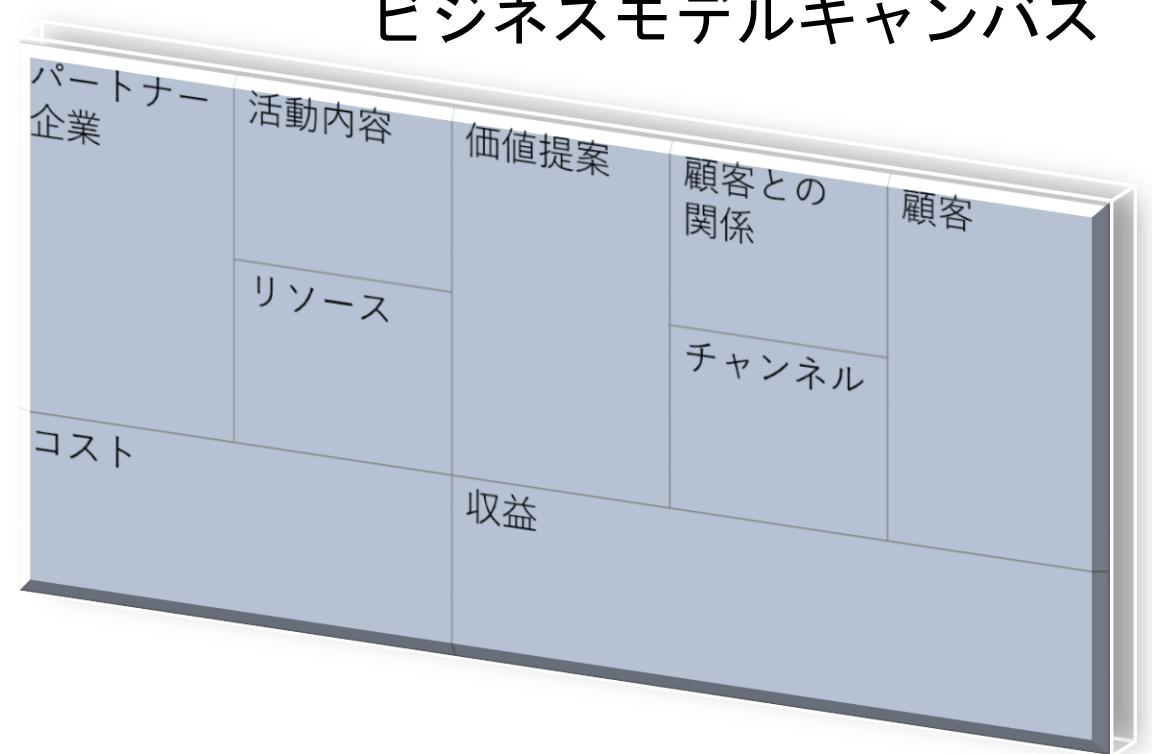 ビジネスモデルキャンバス
パートナー
企業
活動内容
リソース
価値提案
顧客との
関係
チャンネル
顧客
コスト
収益